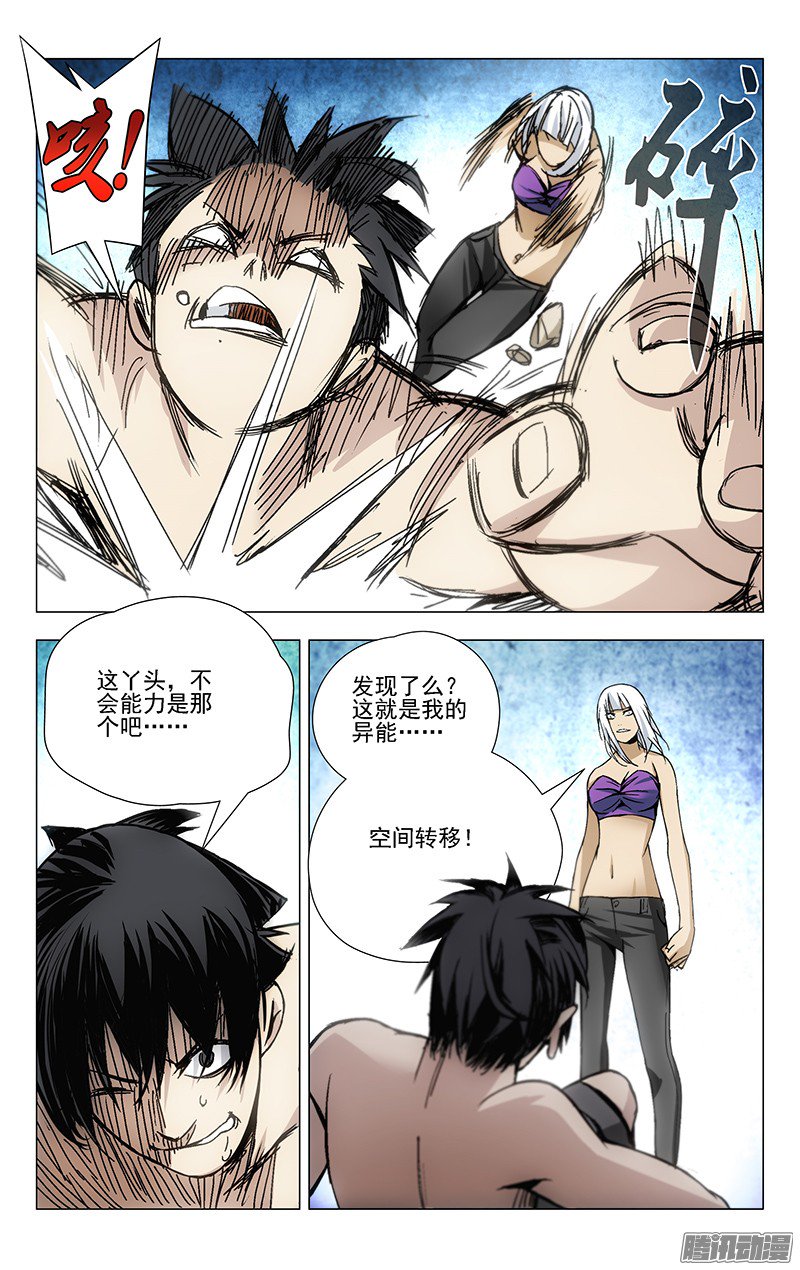 咳！
砰
这丫头，不
会能力是那
个吧……
发现了么？
这就是我的
异能……
空间转移！
腾讯动漫